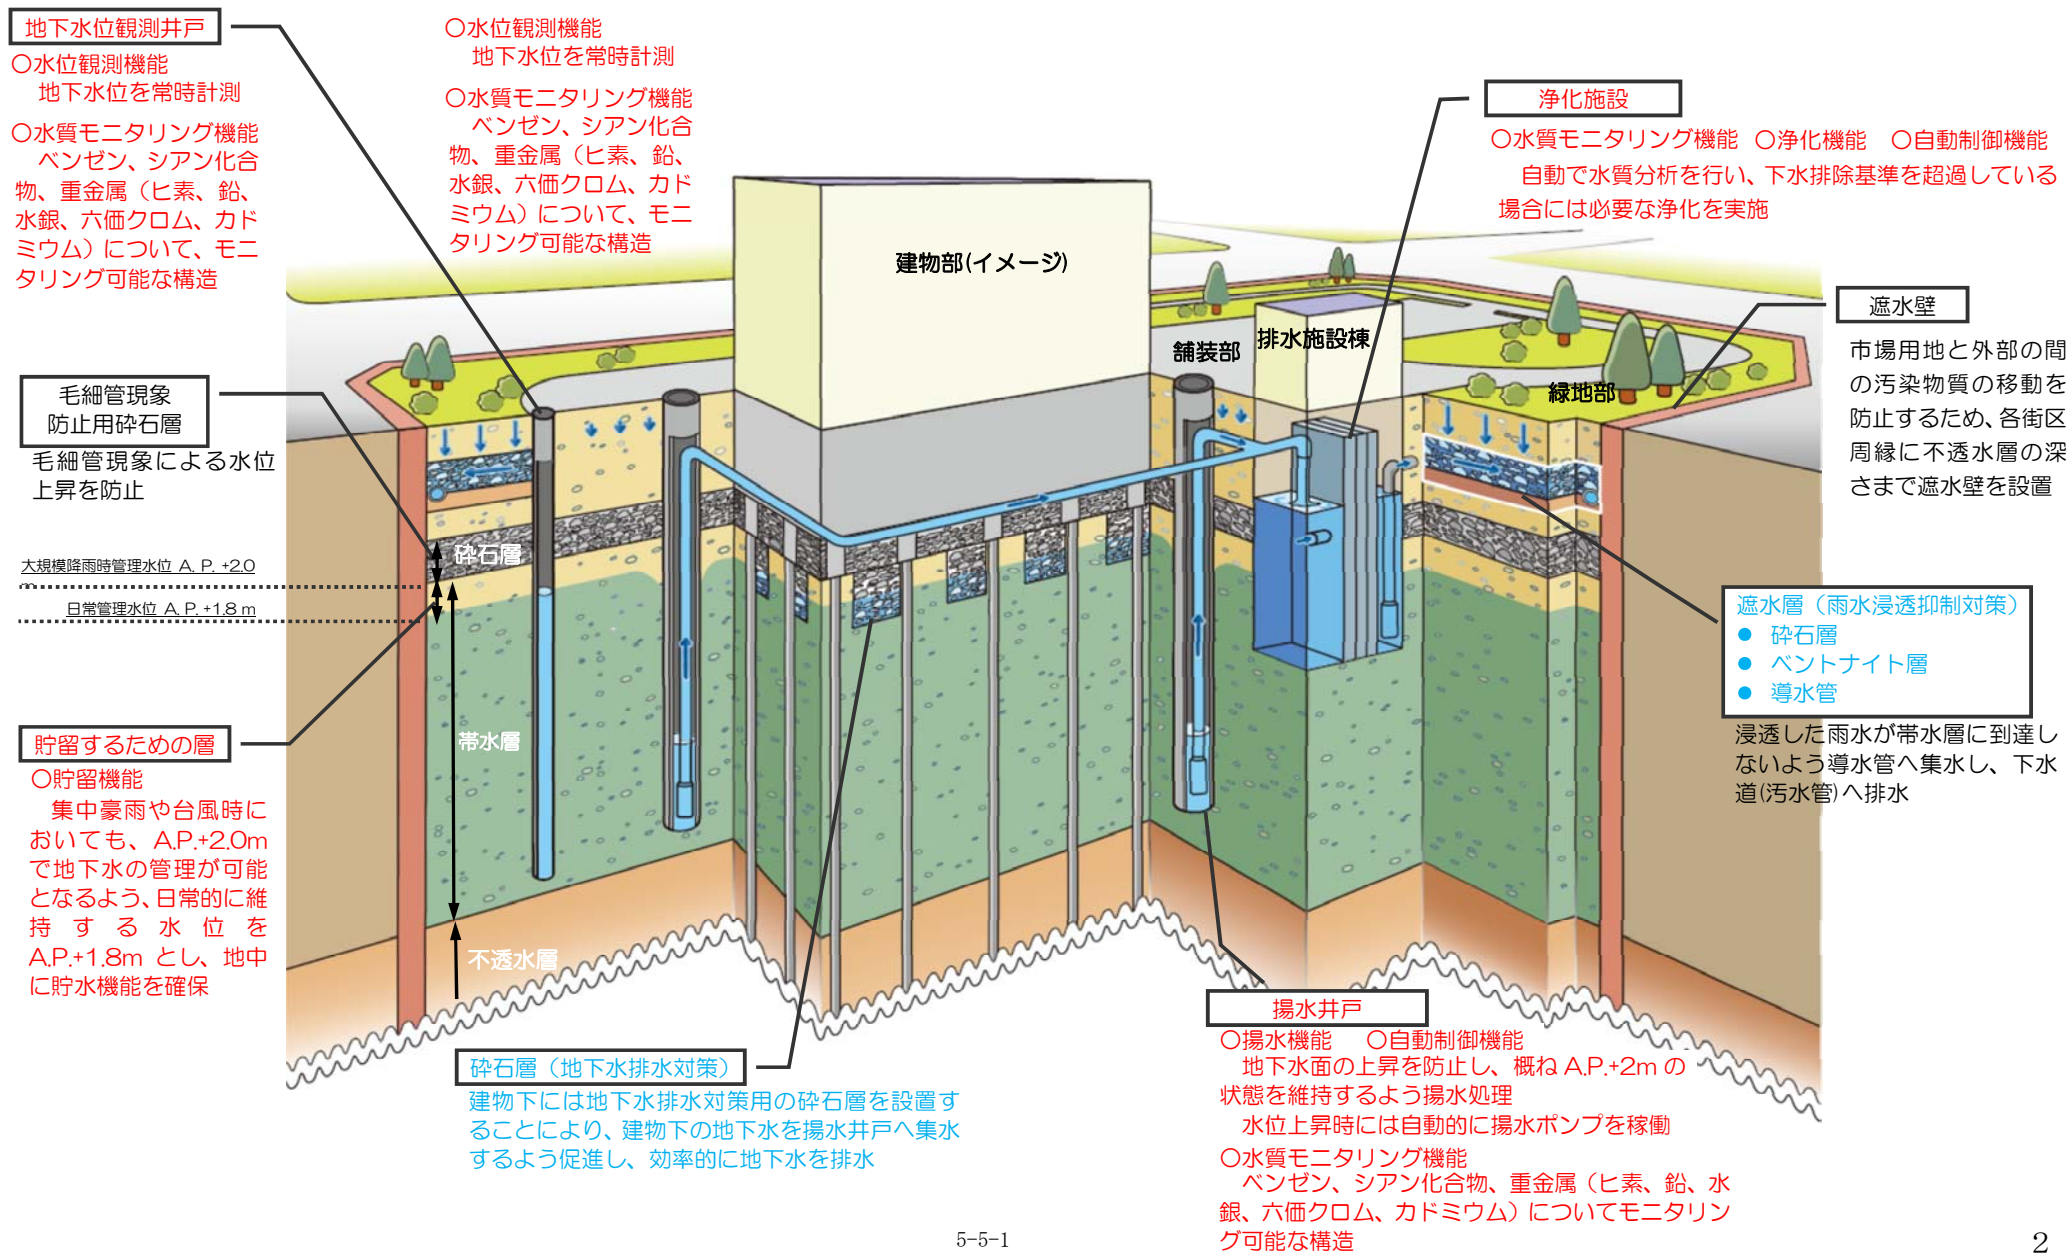 地下水位観測井戸
〇水位観測機能
地下水位を常時計測
〇水質モニタリング機能
ベンゼン、シアン化合
物、重金属（ヒ素、鉛、
水銀、六価クロム、カド
ミウム）について、モニ
タリング可能な構造
〇水位観測機能
地下水位を常時計測
〇水質モニタリング機能
ベンゼン、シアン化合
物、重金属（ヒ素、鉛、
水銀、六価クロム、カド
ミウム）について、モニ
タリング可能な構造
浄化施設
〇水質モニタリング機能 〇浄化機能 〇自動制御機能
自動で水質分析を行い、下水排除基準を超過している
場合には必要な浄化を実施
建物部(イメージ)
舗装部
排水施設棟
緑地部
遮水壁
市場用地と外部の間
の汚染物質の移動を
防止するため、各街区
周縁に不透水層の深
さまで遮水壁を設置
毛細管現象
防止用砕石層
毛細管現象による水位
上昇を防止
砕石層
大規模降雨時管理水位 A. P. +2.0
m
日常管理水位 A. P. +1.8 m
帯水層
不透水層
貯留するための層
〇貯留機能
集中豪雨や台風時に
おいても、A.P.+2.0m
で地下水の管理が可能
となるよう、日常的に維
持する水位を
A.P.+1.8m とし、地中
に貯水機能を確保
遮水層（雨水浸透抑制対策）
● 砕石層
● ベントナイト層
● 導水管
浸透した雨水が帯水層に到達し
ないよう導水管へ集水し、下水
道(汚水管)へ排水
砕石層（地下水排水対策）
建物下には地下水排水対策用の砕石層を設置す
ることにより、建物下の地下水を揚水井戸へ集水
するよう促進し、効率的に地下水を排水
揚水井戸
〇揚水機能 〇自動制御機能
地下水面の上昇を防止し、概ね A.P.+2m の
状態を維持するよう揚水処理
水位上昇時には自動的に揚水ポンプを稼働
〇水質モニタリング機能
ベンゼン、シアン化合物、重金属（ヒ素、鉛、水
銀、六価クロム、カドミウム）についてモニタリン
グ可能な構造
5-5-1
2